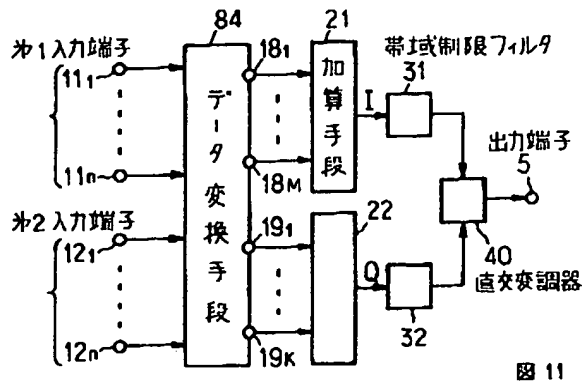 84
第1入力端子
11₁
11n
第2入力端子
12₁
12n
データ変換手段
18₁
18M
19₁
19K
21
加算手段
22
I
Q
帯域制限フィルタ
31
32
出力端子
5
40
直交変調器
図 11